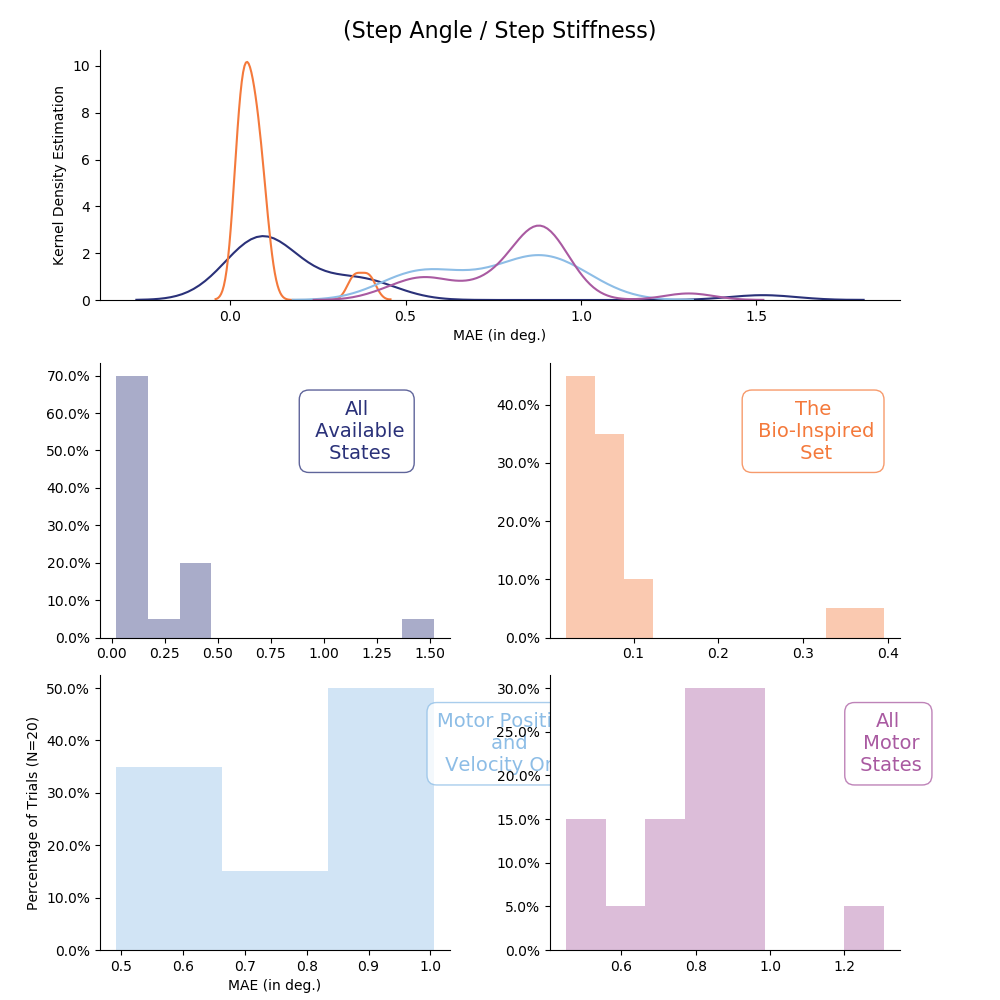 (Step Angle / Step Stiffness)
10
8
6
4
2
0
Kernel Density Estimation
0.0 0.5 1.0 1.5
MAE (in deg.)
70.0%
60.0%
50.0%
40.0%
30.0%
20.0%
10.0%
0.0%
All
Available
States
0.00 0.25 0.50 0.75 1.00 1.25 1.50
40.0%
30.0%
20.0%
10.0%
0.0%
The
Bio-Inspired
Set
0.1 0.2 0.3 0.4
50.0%
40.0%
30.0%
20.0%
10.0%
0.0%
Percentage of Trials (N=20)
Motor Positi
and
Velocity On
0.5 0.6 0.7 0.8 0.9 1.0
MAE (in deg.)
30.0%
25.0%
20.0%
15.0%
10.0%
5.0%
0.0%
All
Motor
States
0.6 0.8 1.0 1.2